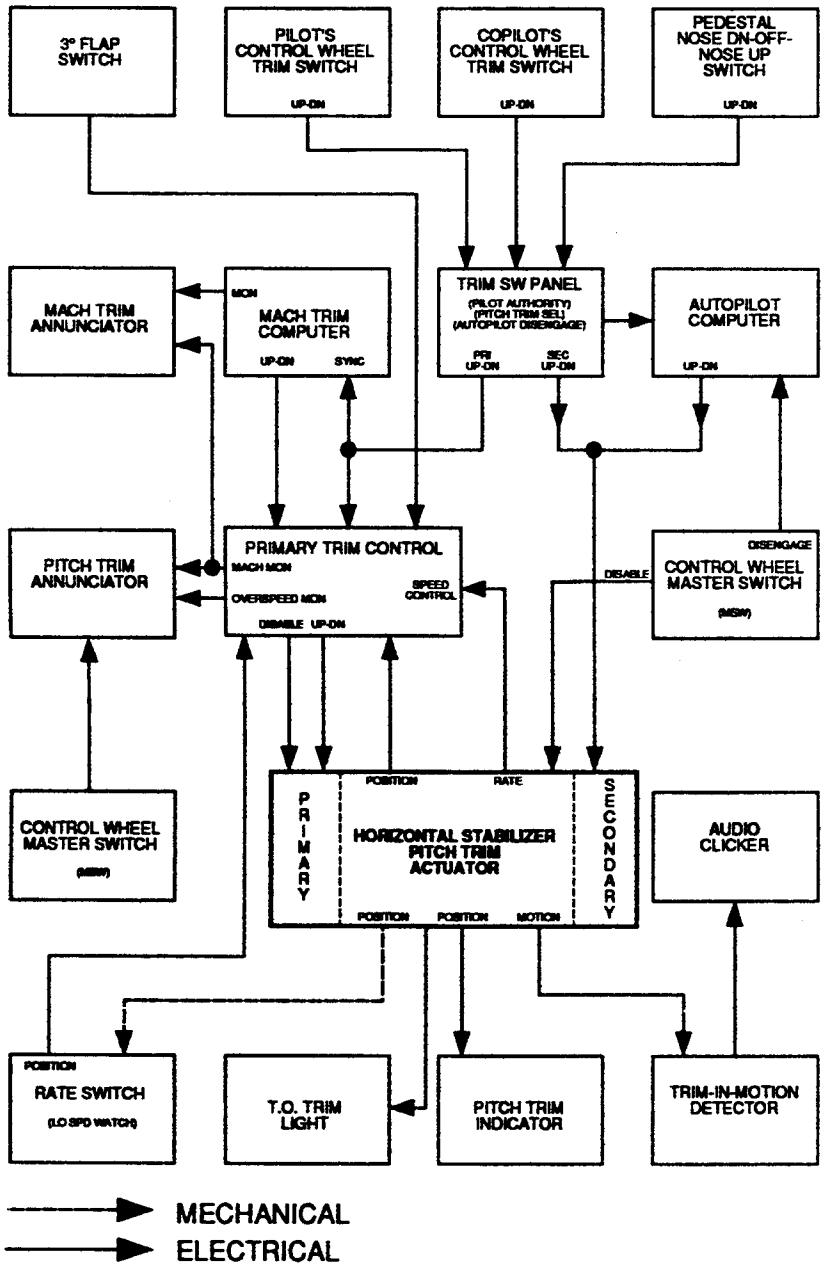 3° FLAP
SWITCH
PILOT'S
CONTROL WHEEL
TRIM SWITCH
UP-DN
COPILOT'S
CONTROL WHEEL
TRIM SWITCH
UP-DN
PEDESTAL
NOSE DN-OFF-
NOSE UP
SWITCH
UP-DN
MACH TRIM
ANNUNCIATOR
MON
MACH TRIM
COMPUTER
UP-DN SYNC
TRIM SW PANEL
(PILOT AUTHORITY)
(PITCH TRIM SEL)
(AUTOPILOT DISENGAGE)
PRI SEC
UP-DN UP-DN
AUTOPILOT
COMPUTER
UP-DN
PITCH TRIM
ANNUNCIATOR
PRIMARY TRIM CONTROL
MACH MON
SPEED
CONTROL
OVERSPEED MON
DISABLE UP-DN
DISABLE
DISENGAGE
CONTROL WHEEL
MASTER SWITCH
(MSW)
CONTROL WHEEL
MASTER SWITCH
(MSW)
PRIMARY
POSITION RATE
HORIZONTAL STABILIZER
PITCH TRIM
ACTUATOR
POSITION POSITION MOTION
SECONDARY
AUDIO
CLICKER
POSITION
RATE SWITCH
(LO SPD WATCH)
T.O. TRIM
LIGHT
PITCH TRIM
INDICATOR
TRIM-IN-MOTION
DETECTOR
MECHANICAL
ELECTRICAL